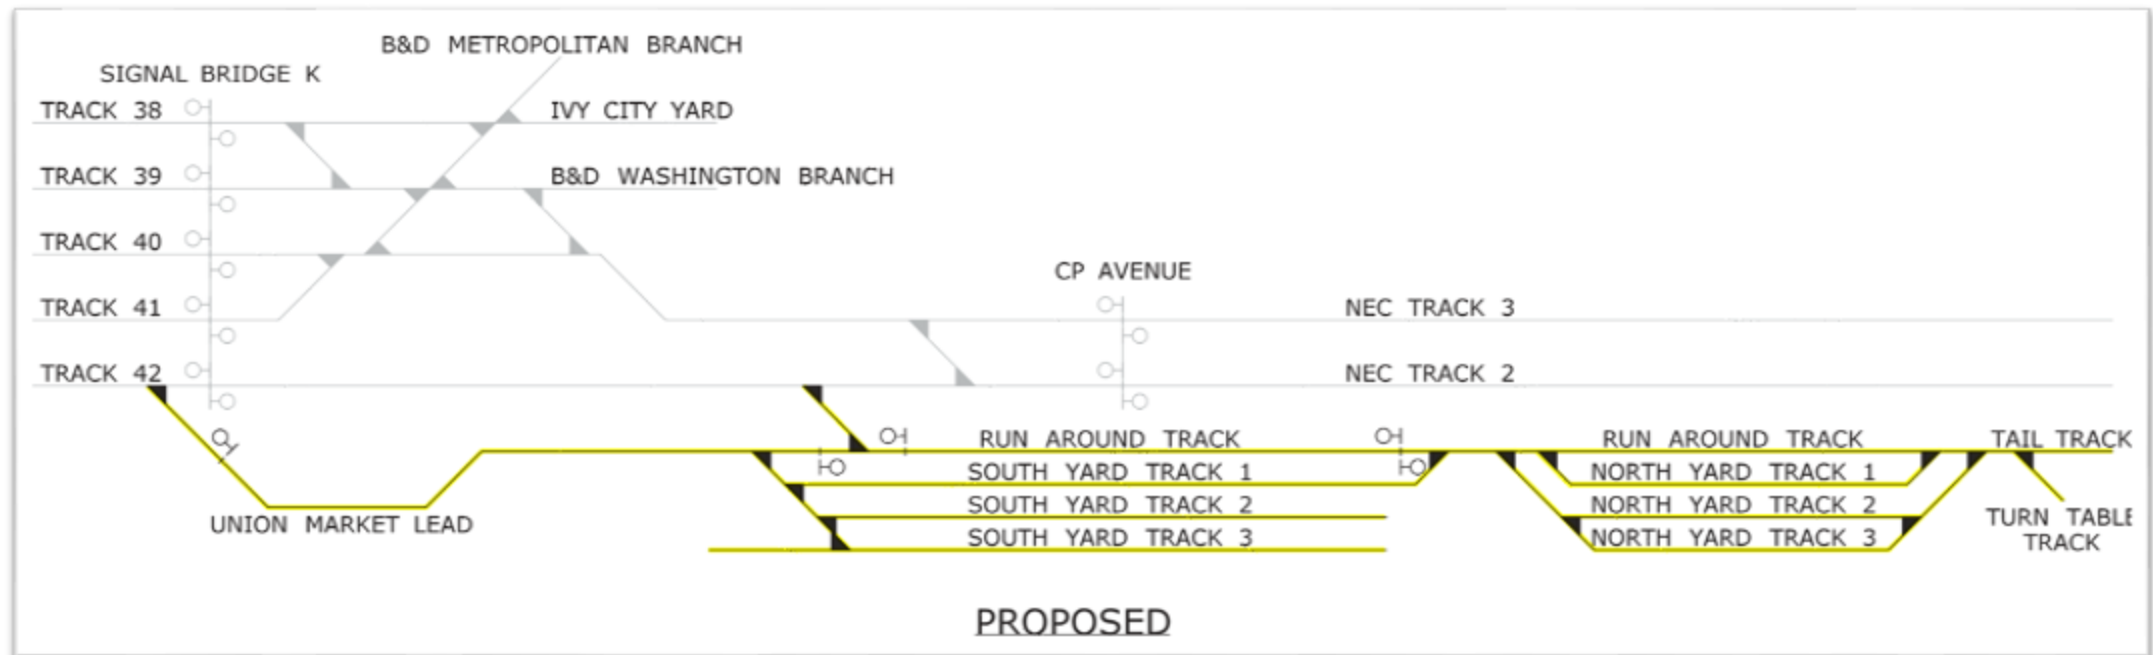 B&D METROPOLITAN BRANCH
SIGNAL BRIDGE K
TRACK 38
IVY CITY YARD
TRACK 39
B&D WASHINGTON BRANCH
TRACK 40
CP AVENUE
TRACK 41
NEC TRACK 3
TRACK 42
NEC TRACK 2
RUN AROUND TRACK
RUN AROUND TRACK
TAIL TRACK
SOUTH YARD TRACK 1
NORTH YARD TRACK 1
SOUTH YARD TRACK 2
NORTH YARD TRACK 2
UNION MARKET LEAD
TURN TABLE
TRACK
SOUTH YARD TRACK 3
NORTH YARD TRACK 3
PROPOSED